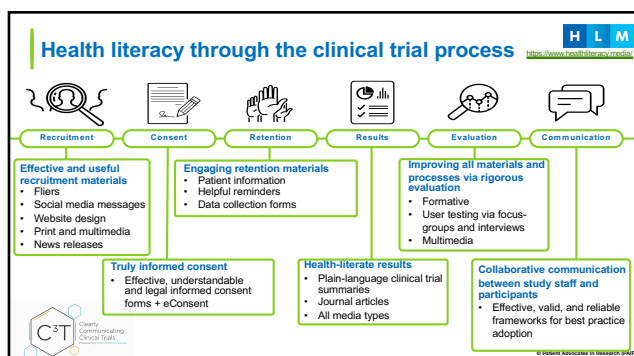 Health literacy through the clinical trial process
H L M
https://www.healthliteracy.media/
Recruitment
Consent
Retention
Results
Evaluation
Communication
Effective and useful
recruitment materials
• Fliers
• Social media messages
• Website design
• Print and multimedia
• News releases
Truly informed consent
• Effective, understandable
and legal informed consent
forms + eConsent
Engaging retention materials
• Patient information
• Helpful reminders
• Data collection forms
Health-literate results
• Plain-language clinical trial
summaries
• Journal articles
• All media types
Improving all materials and
processes via rigorous
evaluation
• Formative
• User testing via focus-
groups and interviews
• Multimedia
Collaborative communication
between study staff and
participants
• Effective, valid, and reliable
frameworks for best practice
adoption
C³T
Clearly
Communicating
Clinical Trials
© Patient Advocates in Research (PAIR)